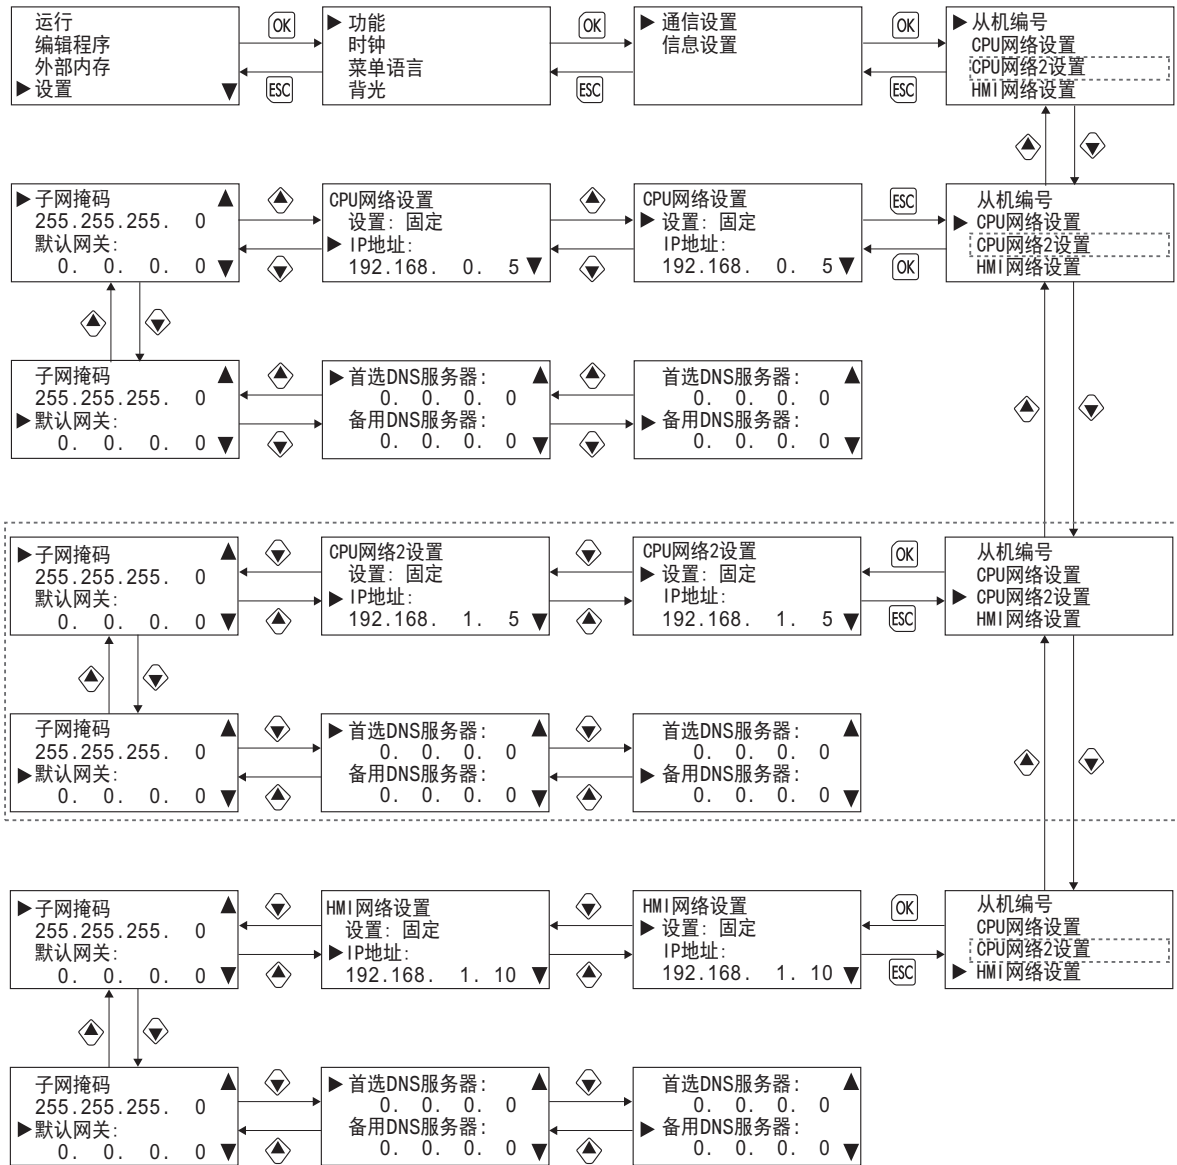 运行
编辑程序
外部内存
▶设置 ▼
OK
ESC
▶功能
时钟
菜单语言
背光
OK
ESC
▶通信设置
信息设置
OK
ESC
▶从机编号
CPU网络设置
CPU网络2设置
HMI网络设置
▶子网掩码 ▲
255.255.255. 0
默认网关:
0. 0. 0. 0 ▼
CPU网络设置
设置: 固定
▶IP地址:
192.168. 0. 5 ▼
CPU网络设置
▶设置: 固定
IP地址:
192.168. 0. 5 ▼
ESC
OK
从机编号
▶CPU网络设置
CPU网络2设置
HMI网络设置
子网掩码 ▲
255.255.255. 0
▶默认网关:
0. 0. 0. 0 ▼
▶首选DNS服务器: ▲
0. 0. 0. 0
备用DNS服务器:
0. 0. 0. 0 ▼
首选DNS服务器: ▲
0. 0. 0. 0
▶备用DNS服务器:
0. 0. 0. 0 ▼
▶子网掩码 ▲
255.255.255. 0
默认网关:
0. 0. 0. 0 ▼
CPU网络2设置
设置: 固定
▶IP地址:
192.168. 1. 5 ▼
CPU网络2设置
▶设置: 固定
IP地址:
192.168. 1. 5 ▼
OK
ESC
从机编号
CPU网络设置
▶CPU网络2设置
HMI网络设置
子网掩码 ▲
255.255.255. 0
▶默认网关:
0. 0. 0. 0 ▼
▶首选DNS服务器: ▲
0. 0. 0. 0
备用DNS服务器:
0. 0. 0. 0 ▼
首选DNS服务器: ▲
0. 0. 0. 0
▶备用DNS服务器:
0. 0. 0. 0 ▼
▶子网掩码 ▲
255.255.255. 0
默认网关:
0. 0. 0. 0 ▼
HMI网络设置
设置: 固定
▶IP地址:
192.168. 1. 10 ▼
HMI网络设置
▶设置: 固定
IP地址:
192.168. 1. 10 ▼
OK
ESC
从机编号
CPU网络设置
CPU网络2设置
▶HMI网络设置
子网掩码 ▲
255.255.255. 0
▶默认网关:
0. 0. 0. 0 ▼
▶首选DNS服务器: ▲
0. 0. 0. 0
备用DNS服务器:
0. 0. 0. 0 ▼
首选DNS服务器: ▲
0. 0. 0. 0
▶备用DNS服务器:
0. 0. 0. 0 ▼